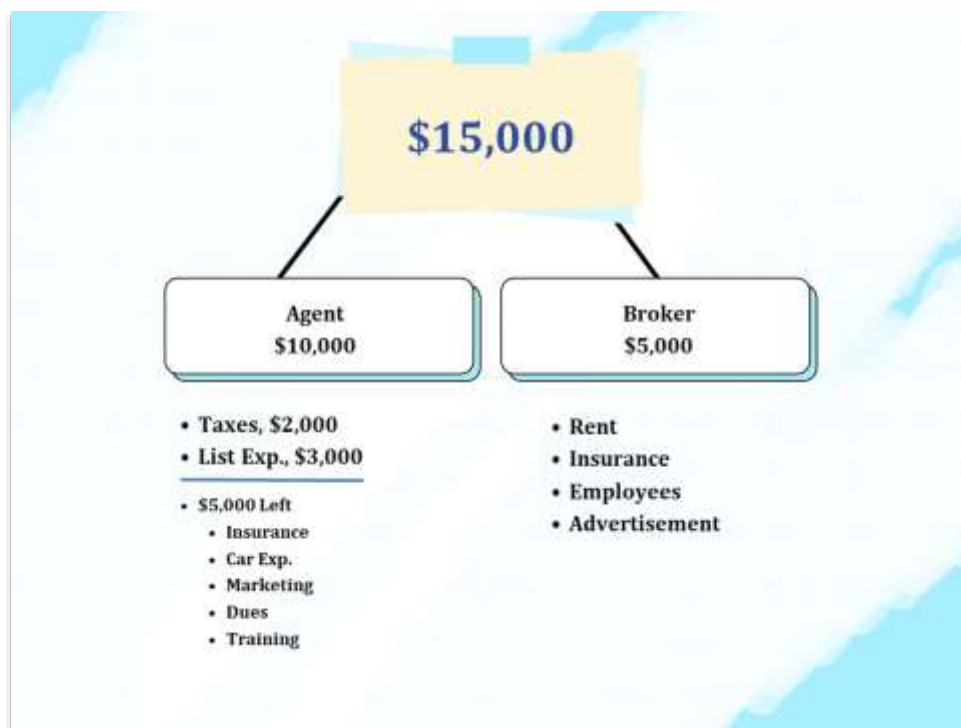 $15,000
Agent
$10,000
Broker
$5,000
• Taxes, $2,000
• List Exp., $3,000
• $5,000 Left
• Insurance
• Car Exp.
• Marketing
• Dues
• Training
• Rent
• Insurance
• Employees
• Advertisement